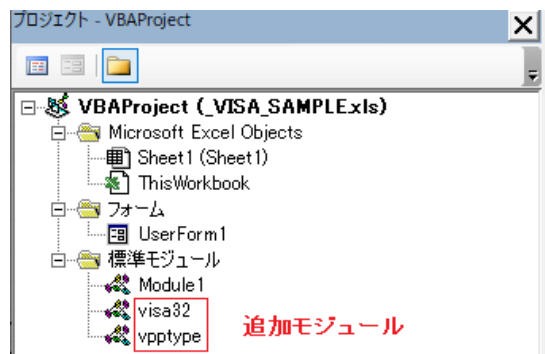 プロジェクト - VBAProject
VBAProject (_VISA_SAMPLE.xls)
Microsoft Excel Objects
Sheet1 (Sheet1)
ThisWorkbook
フォーム
UserForm1
標準モジュール
Module1
visa32
vpptype
追加モジュール